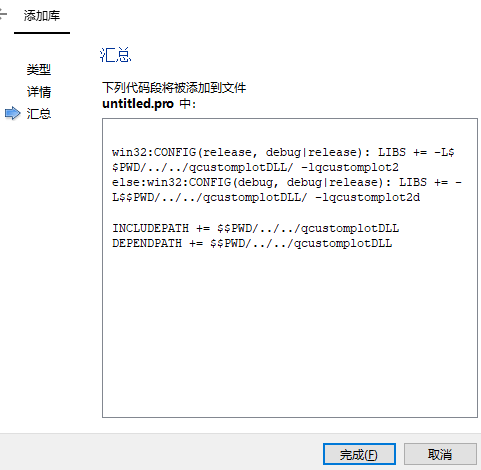 添加库
类型
详情
汇总
汇总
下列代码段将被添加到文件
untitled.pro 中:
win32:CONFIG(release, debug|release): LIBS += -L$
$PWD/../../qcustomplotDLL/ -lqcustomplot2
else:win32:CONFIG(debug, debug|release): LIBS += -
L$$PWD/../../qcustomplotDLL/ -lqcustomplot2d
INCLUDEPATH += $$PWD/../../qcustomplotDLL
DEPENDPATH += $$PWD/../../qcustomplotDLL
完成(F)
取消